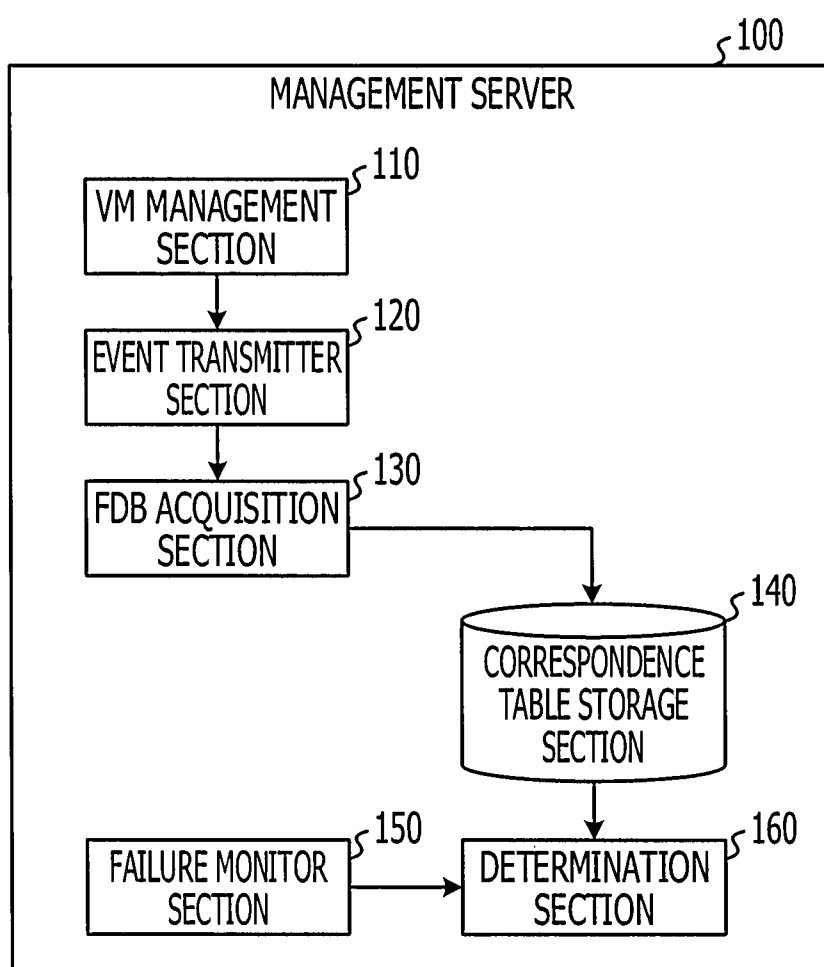 100
MANAGEMENT SERVER
110
VM MANAGEMENT
SECTION
120
EVENT TRANSMITTER
SECTION
130
FDB ACQUISITION
SECTION
140
CORRESPONDENCE
TABLE STORAGE
SECTION
150
FAILURE MONITOR
SECTION
160
DETERMINATION
SECTION